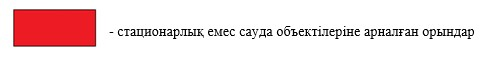 - стационарлық емес сауда объектілеріне арналған орындар